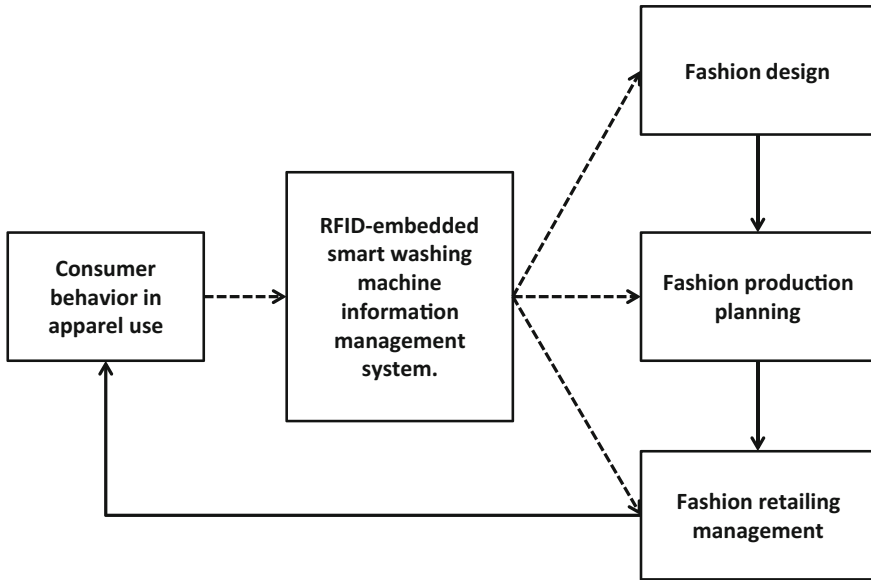 Fashion design
RFID-embedded
smart washing
machine
information
management
system.
Consumer
behavior in
apparel use
Fashion production
planning
Fashion retailing
management